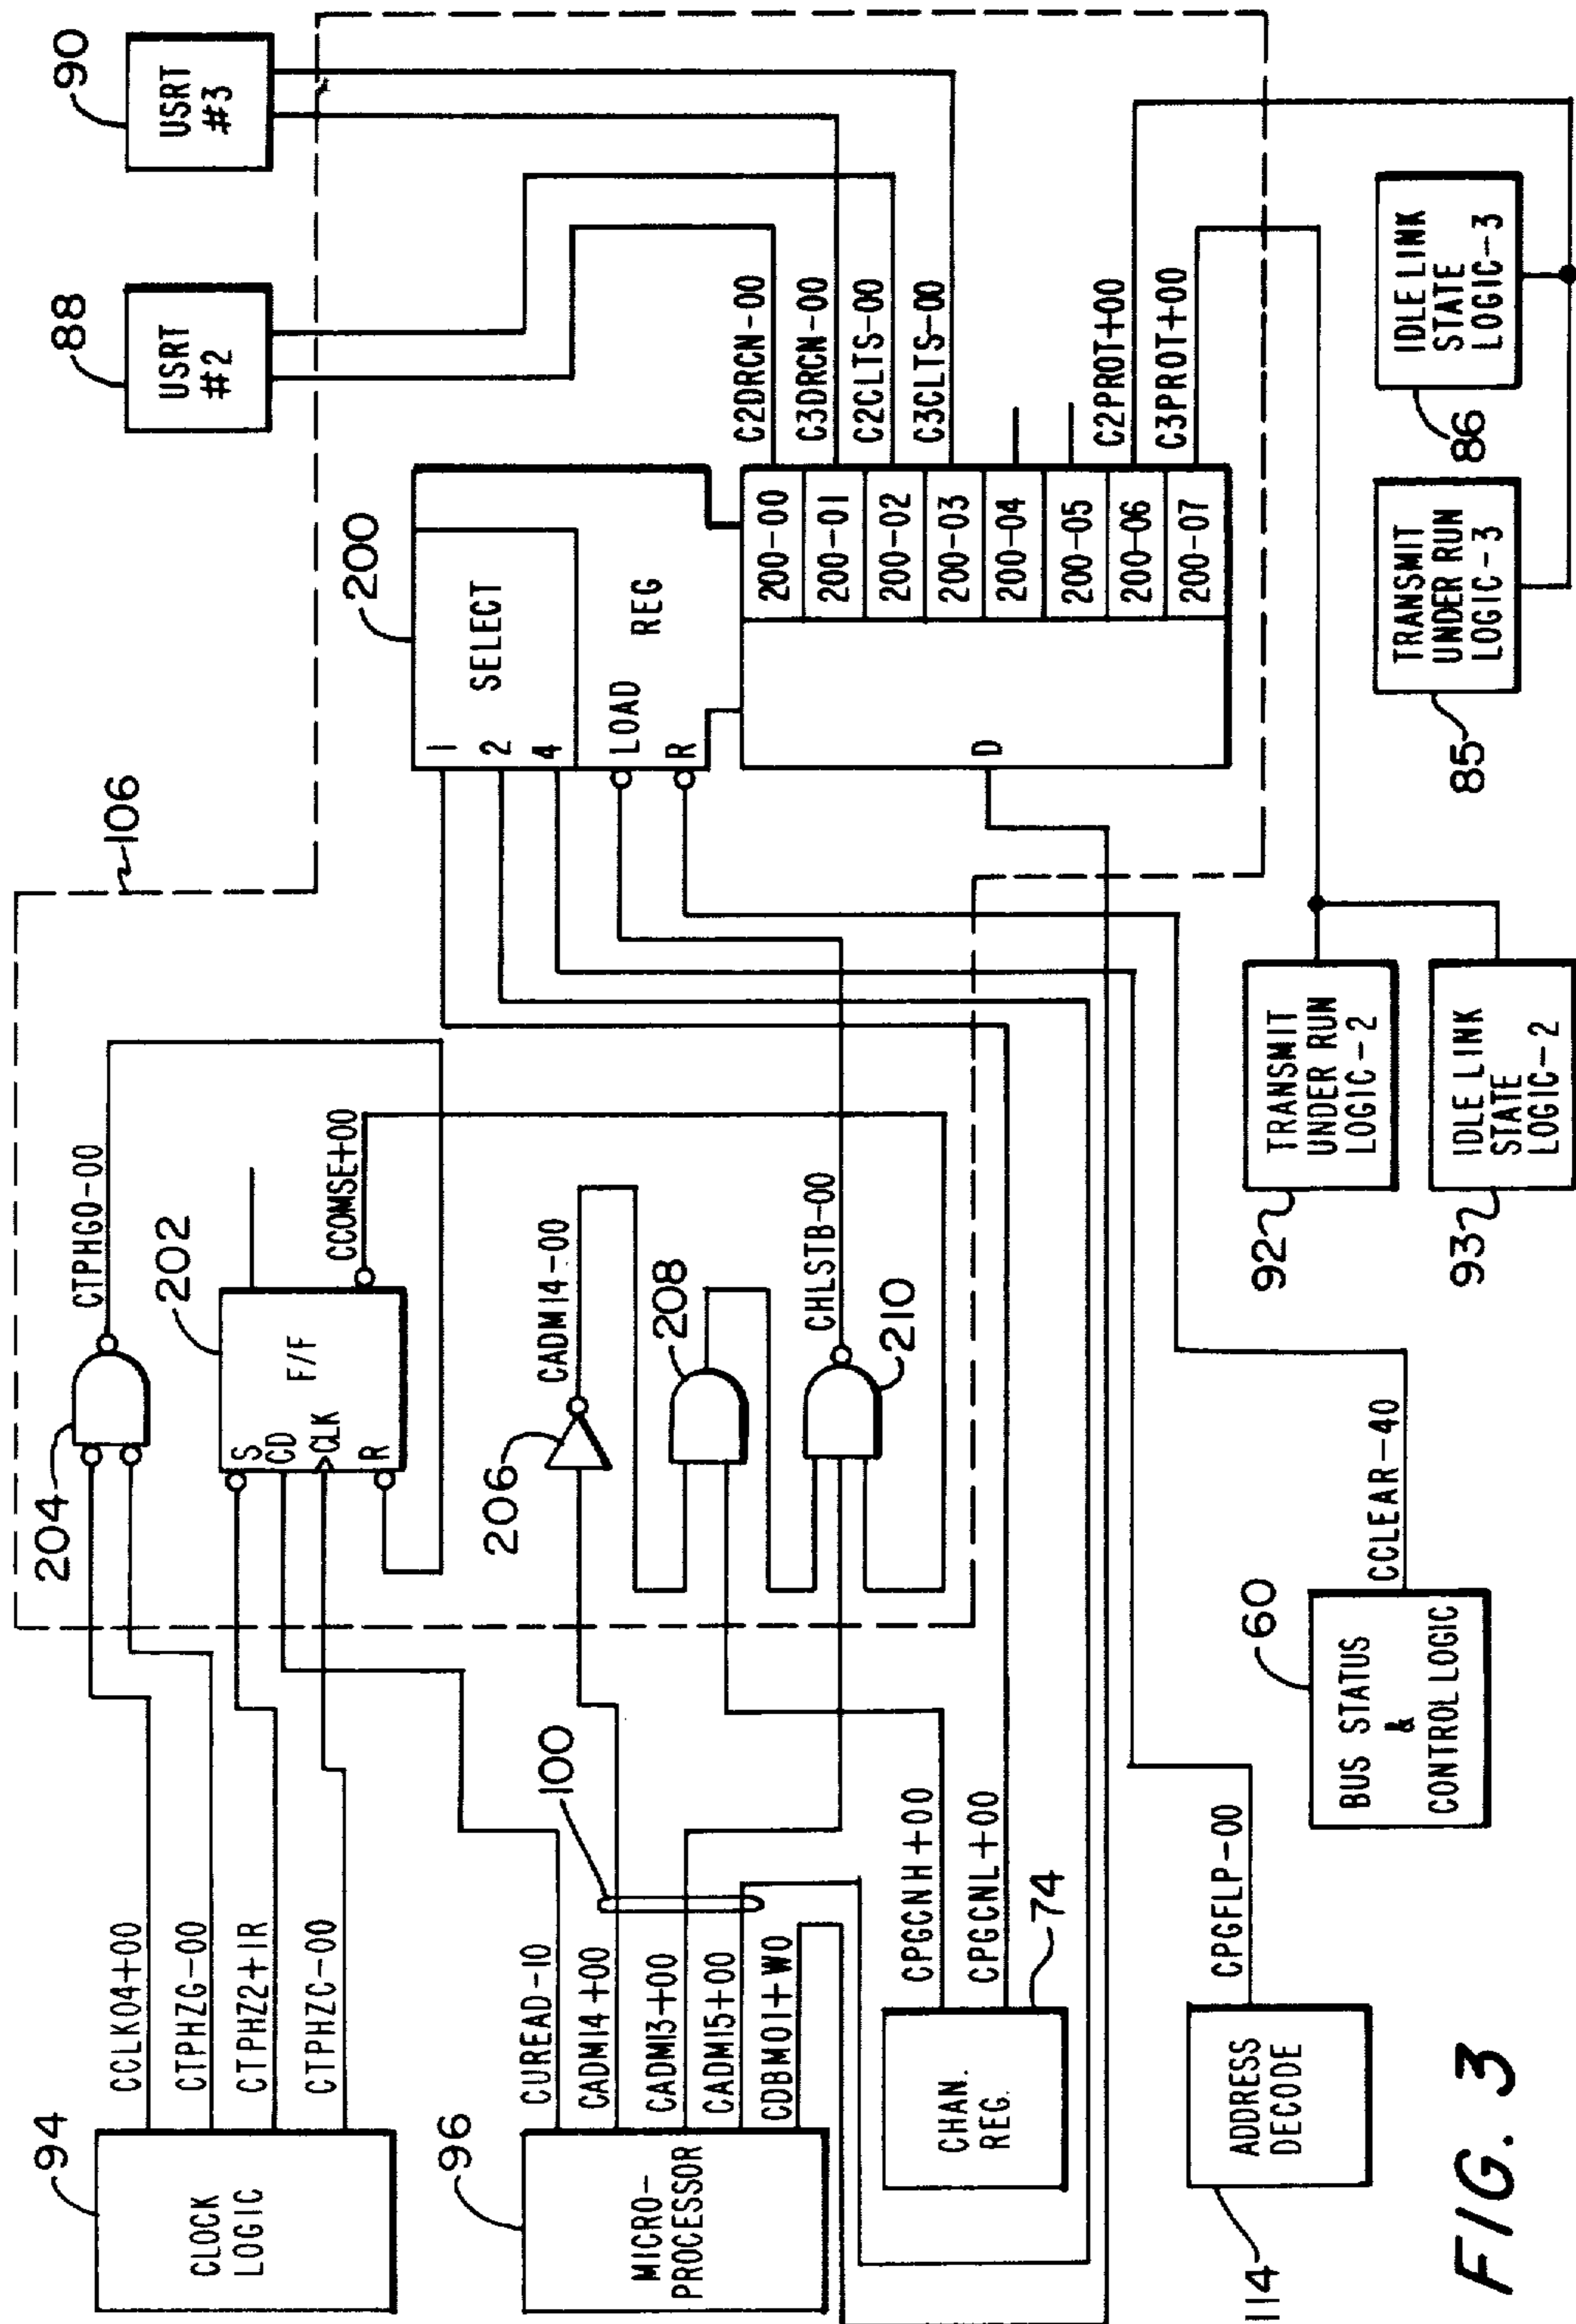 94
CLOCK
LOGIC
CCLK04+00
CTPHZG-00
CTPHZ2+1R
CTPHZC-00
96
MICRO-
PROCESSOR
CUREAD-10
CADM14+00
CADM13+00
CADM15+00
CDBM01+W0
100
CHAN.
REG.
74
CPGCNH+00
CPGCNL+00
114
ADDRESS
DECODE
CPGFLP-00
60
BUS STATUS
&
CONTROL LOGIC
CCLEAR-40
106
204
CTPHG0-00
202
S
CD
CLK
R
F/F
CCOMSE+00
206
CADM14-00
208
210
CHLSTB-00
200
1
2
4
SELECT
LOAD
R
REG
D
200-00
200-01
200-02
200-03
200-04
200-05
200-06
200-07
C2DRCN-00
C3DRCN-00
C2CLTS-00
C3CLTS-00
C2PROT+00
C3PROT+00
88
USRT
#2
90
USRT
#3
92
TRANSMIT
UNDER RUN
LOGIC-2
93
IDLE LINK
STATE
LOGIC-2
85
TRANSMIT
UNDER RUN
LOGIC-3
86
IDLE LINK
STATE
LOGIC-3
FIG. 3